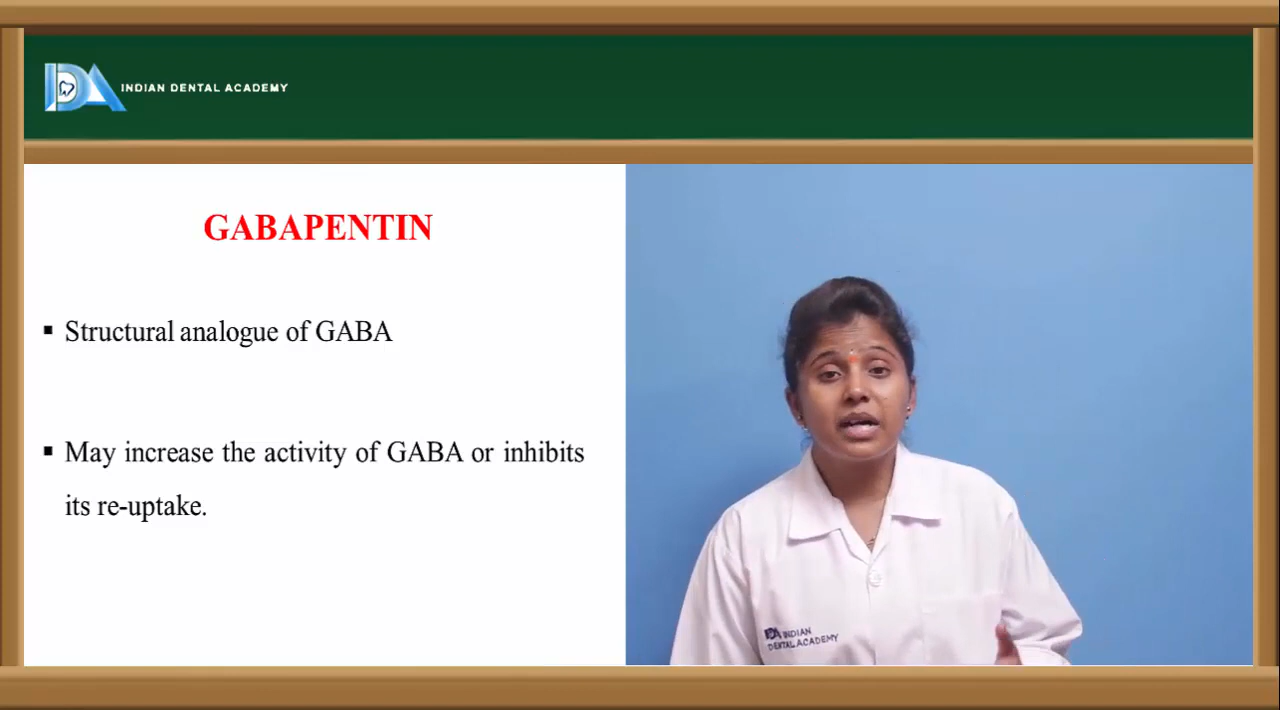 INDIAN DENTAL ACADEMY
GABAPENTIN
▪ Structural analogue of GABA
▪ May increase the activity of GABA or inhibits
its re-uptake.
IDA INDIAN
DENTAL ACADEMY